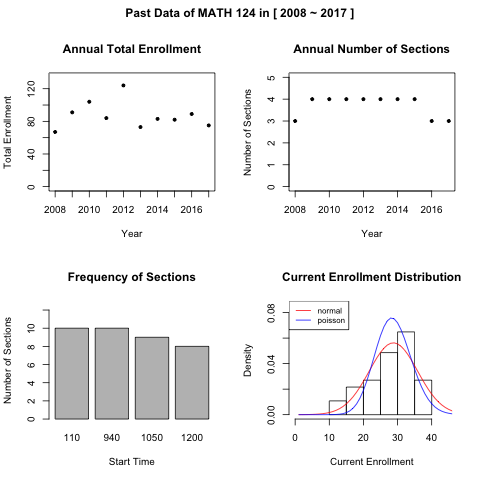 Past Data of MATH 124 in [ 2008 ~ 2017 ]
Annual Total Enrollment
Total Enrollment
0 40 80 120
2008 2010 2012 2014 2016
Year
Annual Number of Sections
Number of Sections
0 1 2 3 4 5
2008 2010 2012 2014 2016
Year
Frequency of Sections
Number of Sections
0 2 4 6 8 10
110 940 1050 1200
Start Time
Current Enrollment Distribution
normal
poisson
Density
0.00 0.04 0.08
0 10 20 30 40
Current Enrollment